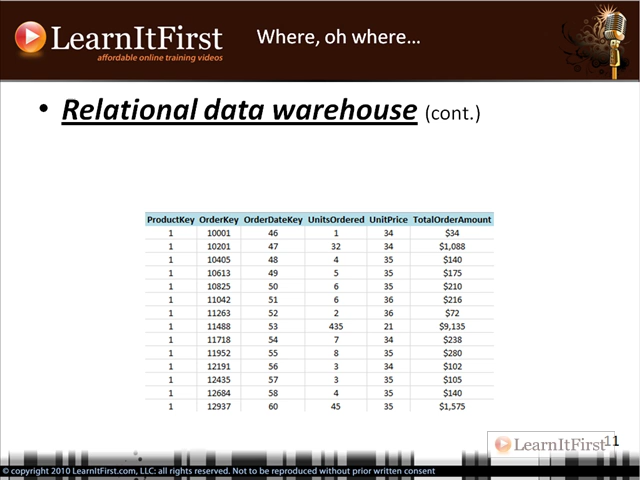 LearnItFirst
affordable online training videos
Where, oh where…
• Relational data warehouse (cont.)
ProductKey OrderKey OrderDateKey UnitsOrdered UnitPrice TotalOrderAmount
1 10001 46 1 34 $34
1 10201 47 32 34 $1,088
1 10405 48 4 35 $140
1 10613 49 5 35 $175
1 10825 50 6 35 $210
1 11042 51 6 36 $216
1 11263 52 2 36 $72
1 11488 53 435 21 $9,135
1 11718 54 7 34 $238
1 11952 55 8 35 $280
1 12191 56 3 34 $102
1 12435 57 3 35 $105
1 12684 58 4 35 $140
1 12937 60 45 35 $1,575
LearnItFirst
11
© copyright 2010 LearnItFirst.com, LLC: all rights reserved. Not to be reproduced without prior written consent